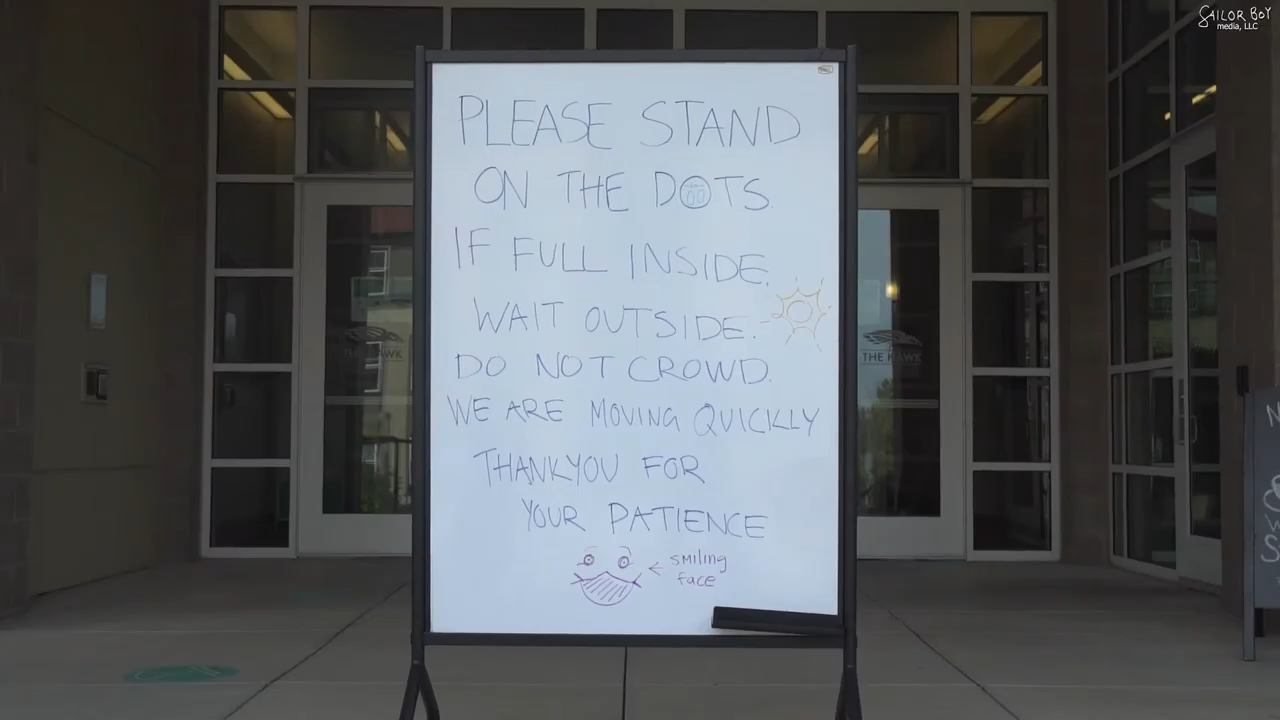 SAILOR BOY
media, LLC
PLEASE STAND
ON THE DOTS.
IF FULL INSIDE,
WAIT OUTSIDE.
DO NOT CROWD.
WE ARE MOVING QUICKLY
THANKYOU FOR
YOUR PATIENCE
← smiling
face
THE HAWK
THE HAWK